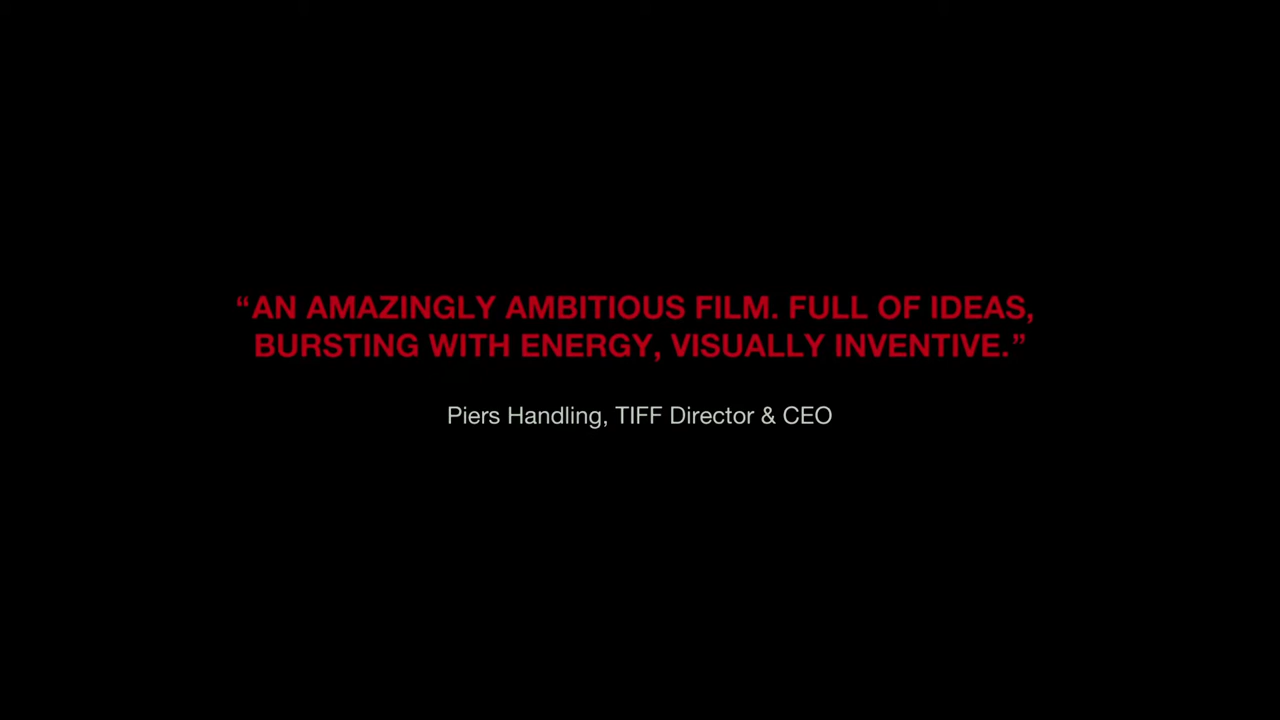 “AN AMAZINGLY AMBITIOUS FILM. FULL OF IDEAS,
BURSTING WITH ENERGY, VISUALLY INVENTIVE.”
Piers Handling, TIFF Director & CEO